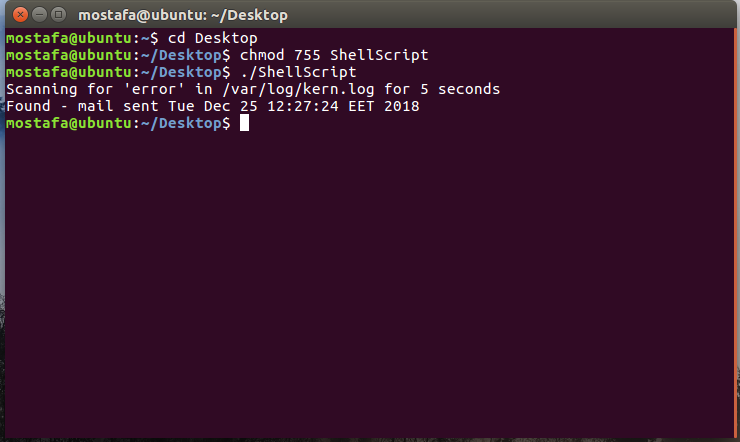 mostafa@ubuntu: ~/Desktop
mostafa@ubuntu:~$ cd Desktop
mostafa@ubuntu:~/Desktop$ chmod 755 ShellScript
mostafa@ubuntu:~/Desktop$ ./ShellScript
Scanning for 'error' in /var/log/kern.log for 5 seconds
Found - mail sent Tue Dec 25 12:27:24 EET 2018
mostafa@ubuntu:~/Desktop$